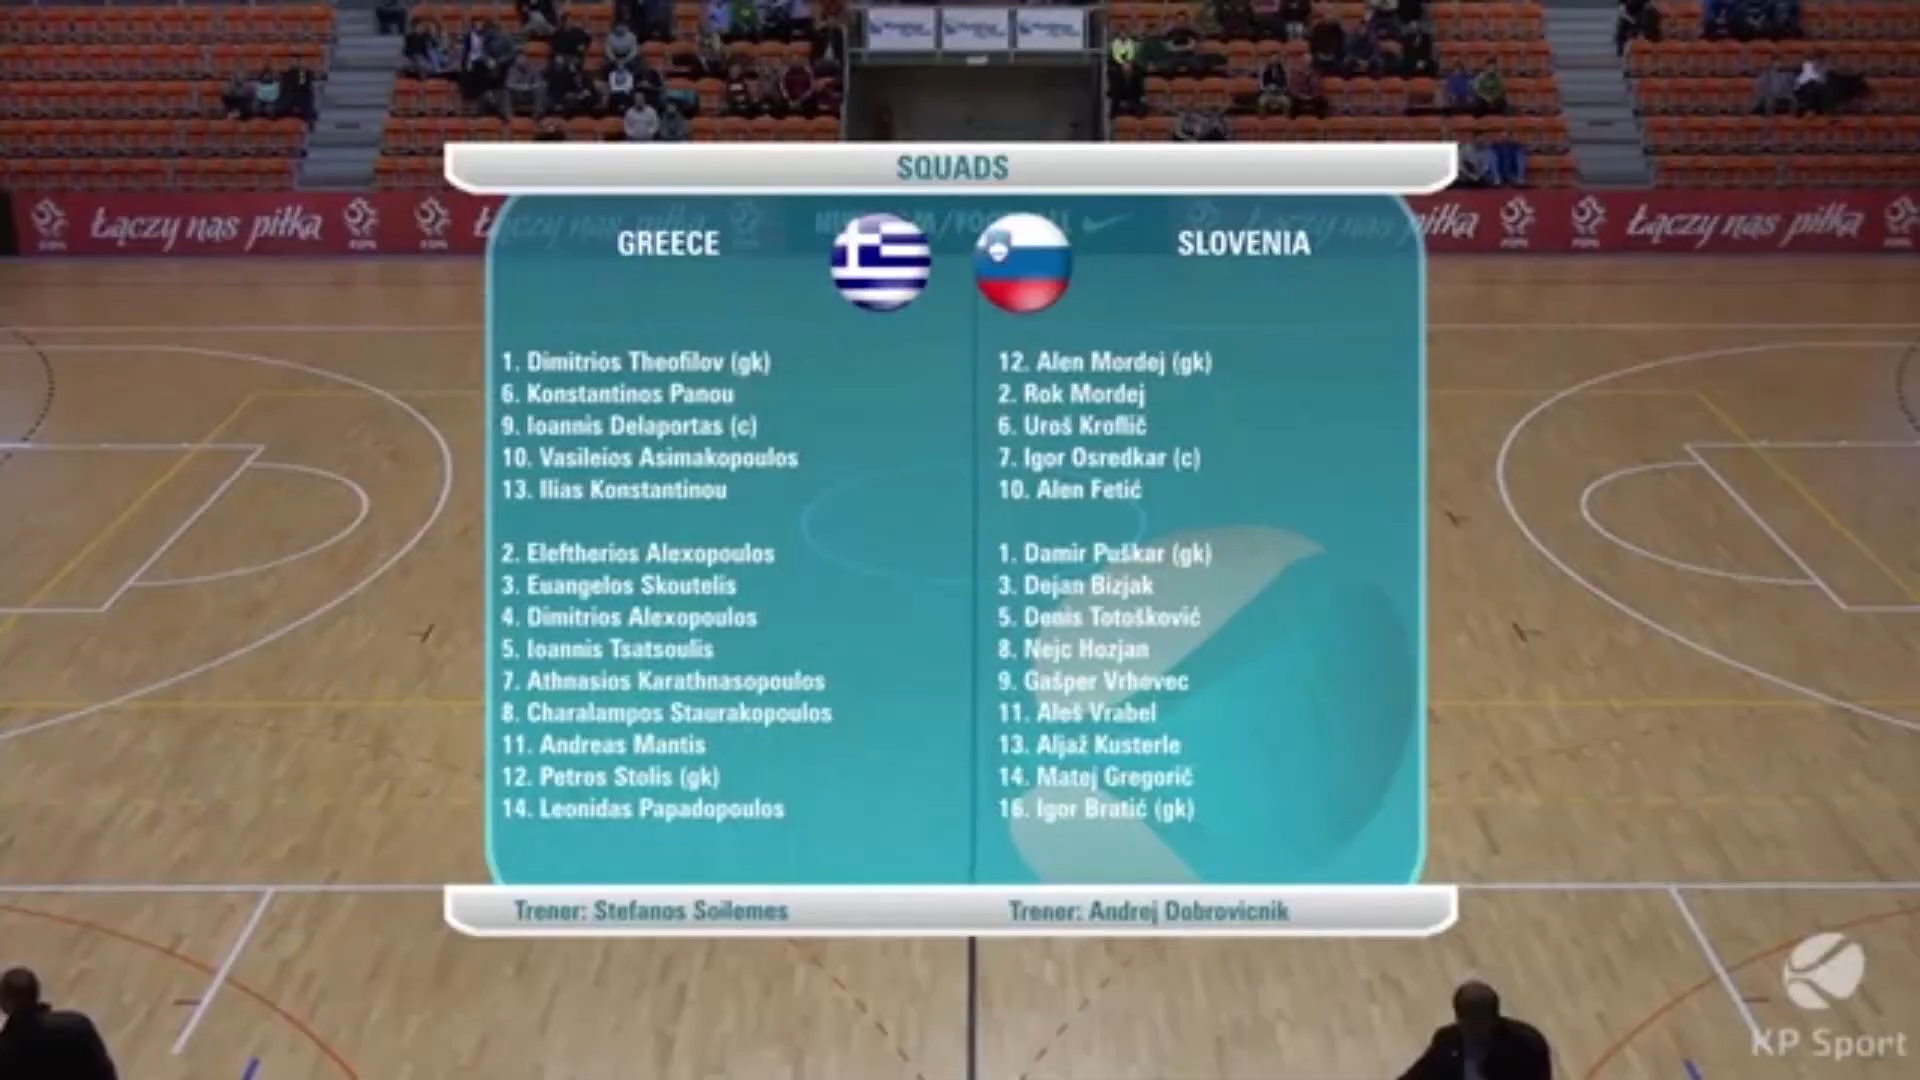 SQUADS
Łączy nas piłka
Łączy nas piłka
GREECE
SLOVENIA
1. Dimitrios Theofilov (gk)
6. Konstantinos Panou
9. Ioannis Delaportas (c)
10. Vasileios Asimakopoulos
13. Ilias Konstantinou
2. Eleftherios Alexopoulos
3. Euangelos Skoutelis
4. Dimitrios Alexopoulos
5. Ioannis Tsatsoulis
7. Athnasios Karathnasopoulos
8. Charalampos Staurakopoulos
11. Andreas Mantis
12. Petros Stolis (gk)
14. Leonidas Papadopoulos
12. Alen Mordej (gk)
2. Rok Mordej
6. Uroš Kroflič
7. Igor Osredkar (c)
10. Alen Fetić
1. Damir Puškar (gk)
3. Dejan Bizjak
5. Denis Totošković
8. Nejc Hozjan
9. Gašper Vrhovec
11. Aleš Vrabel
13. Aljaž Kusterle
14. Matej Gregorič
16. Igor Bratić (gk)
Trener: Stefanos Soilemes
Trener: Andrej Dobrovicnik
KP Sport